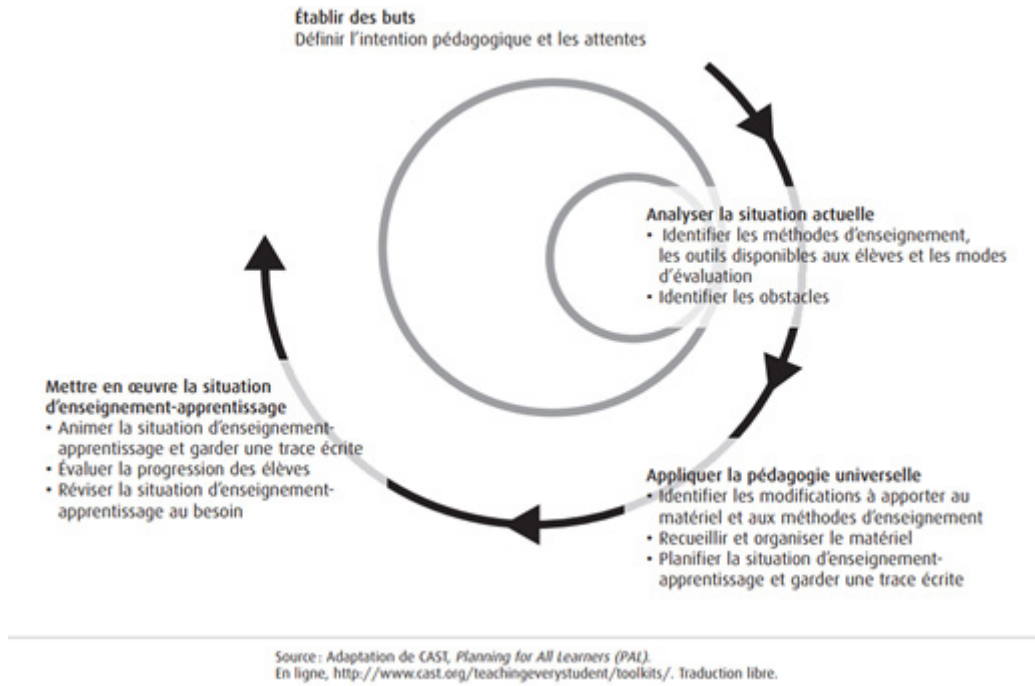 Établir des buts
Définir l'intention pédagogique et les attentes
Analyser la situation actuelle
• Identifier les méthodes d'enseignement,
les outils disponibles aux élèves et les modes
d'évaluation
• Identifier les obstacles
Appliquer la pédagogie universelle
• Identifier les modifications à apporter au
matériel et aux méthodes d'enseignement
• Recueillir et organiser le matériel
• Planifier la situation d'enseignement-
apprentissage et garder une trace écrite
Mettre en œuvre la situation
d'enseignement-apprentissage
• Animer la situation d'enseignement-
apprentissage et garder une trace écrite
• Évaluer la progression des élèves
• Réviser la situation d'enseignement-
apprentissage au besoin
Source : Adaptation de CAST, Planning for All Learners (PAL).
En ligne, http://www.cast.org/teachingeverystudent/toolkits/. Traduction libre.